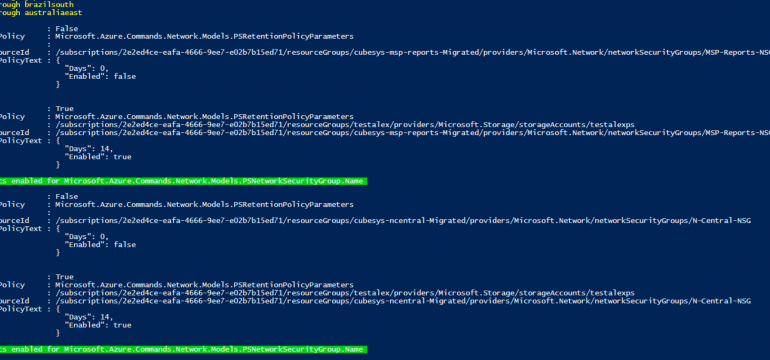 rough brazilsouth
rough australiaeast
: False
Policy : Microsoft.Azure.Commands.Network.Models.PSRetentionPolicyParameters
:
ourceId : /subscriptions/2e2ed4ce-eafa-4666-9ee7-e02b7b15ed71/resourceGroups/cubesys-msp-reports-Migrated/providers/Microsoft.Network/networkSecurityGroups/MSP-Reports-NSG
PolicyText : {
"Days": 0,
"Enabled": false
}
: True
Policy : Microsoft.Azure.Commands.Network.Models.PSRetentionPolicyParameters
: /subscriptions/2e2ed4ce-eafa-4666-9ee7-e02b7b15ed71/resourceGroups/testalex/providers/Microsoft.Storage/storageAccounts/testalexps
ourceId : /subscriptions/2e2ed4ce-eafa-4666-9ee7-e02b7b15ed71/resourceGroups/cubesys-msp-reports-Migrated/providers/Microsoft.Network/networkSecurityGroups/MSP-Reports-NSG
PolicyText : {
"Days": 14,
"Enabled": true
}
cs enabled for Microsoft.Azure.Commands.Network.Models.PSNetworkSecurityGroup.Name
: False
Policy : Microsoft.Azure.Commands.Network.Models.PSRetentionPolicyParameters
:
ourceId : /subscriptions/2e2ed4ce-eafa-4666-9ee7-e02b7b15ed71/resourceGroups/cubesys-ncentral-Migrated/providers/Microsoft.Network/networkSecurityGroups/N-Central-NSG
PolicyText : {
"Days": 0,
"Enabled": false
}
: True
Policy : Microsoft.Azure.Commands.Network.Models.PSRetentionPolicyParameters
: /subscriptions/2e2ed4ce-eafa-4666-9ee7-e02b7b15ed71/resourceGroups/testalex/providers/Microsoft.Storage/storageAccounts/testalexps
ourceId : /subscriptions/2e2ed4ce-eafa-4666-9ee7-e02b7b15ed71/resourceGroups/cubesys-ncentral-Migrated/providers/Microsoft.Network/networkSecurityGroups/N-Central-NSG
PolicyText : {
"Days": 14,
"Enabled": true
}
cs enabled for Microsoft.Azure.Commands.Network.Models.PSNetworkSecurityGroup.Name